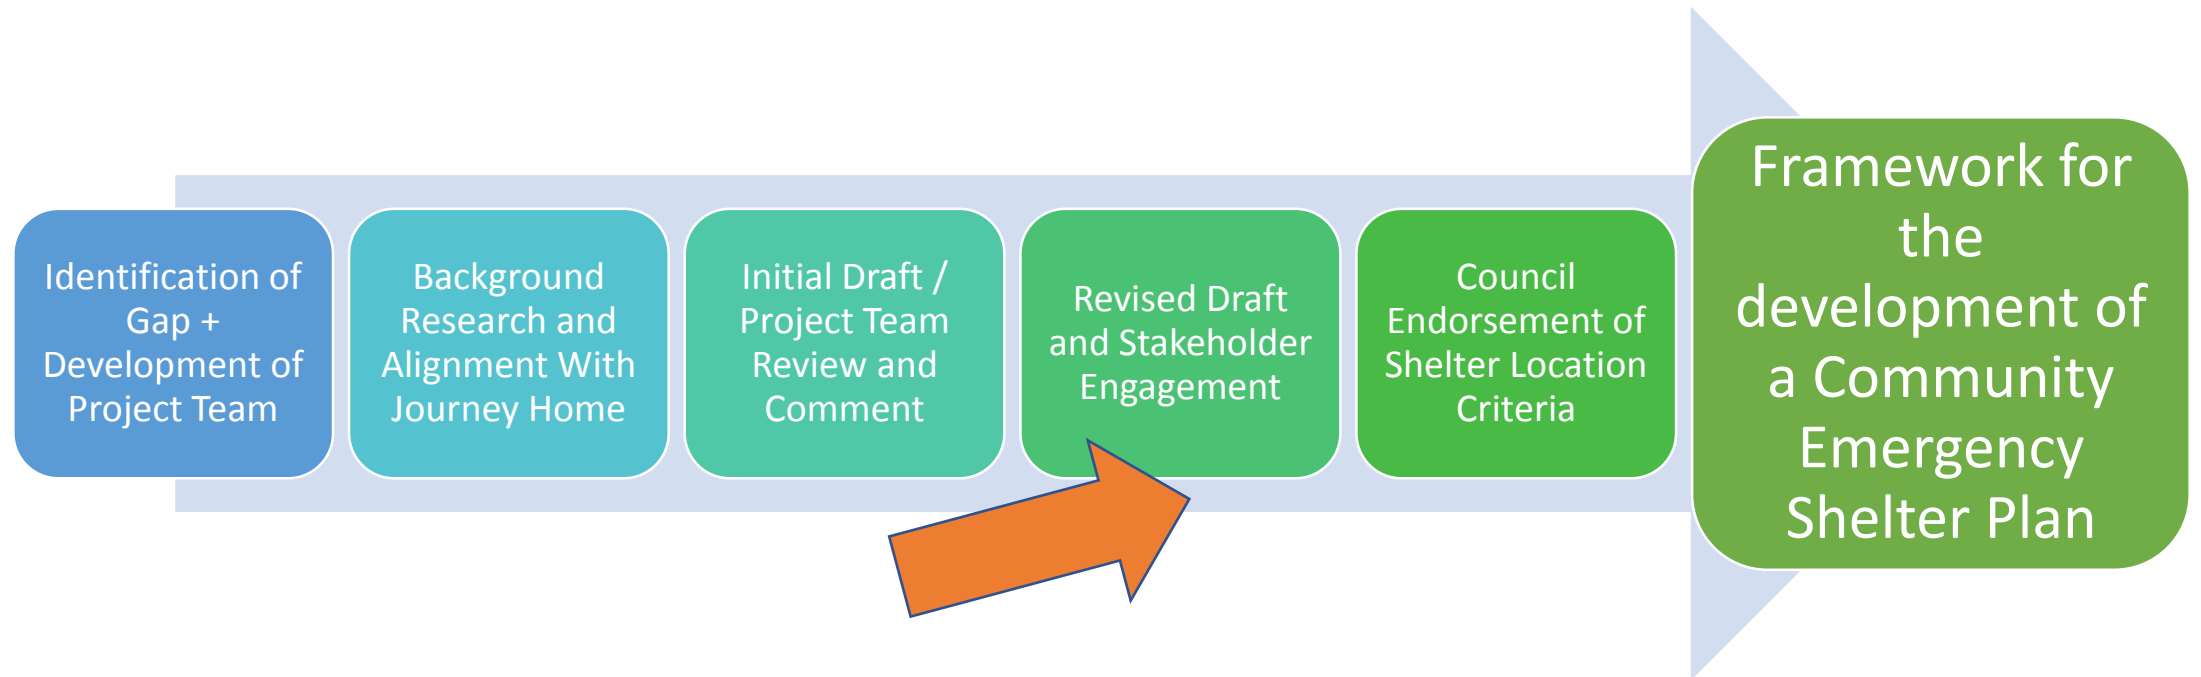 Identification of
Gap +
Development of
Project Team
Background
Research and
Alignment With
Journey Home
Initial Draft /
Project Team
Review and
Comment
Revised Draft
and Stakeholder
Engagement
Council
Endorsement of
Shelter Location
Criteria
Framework for
the
development of
a Community
Emergency
Shelter Plan